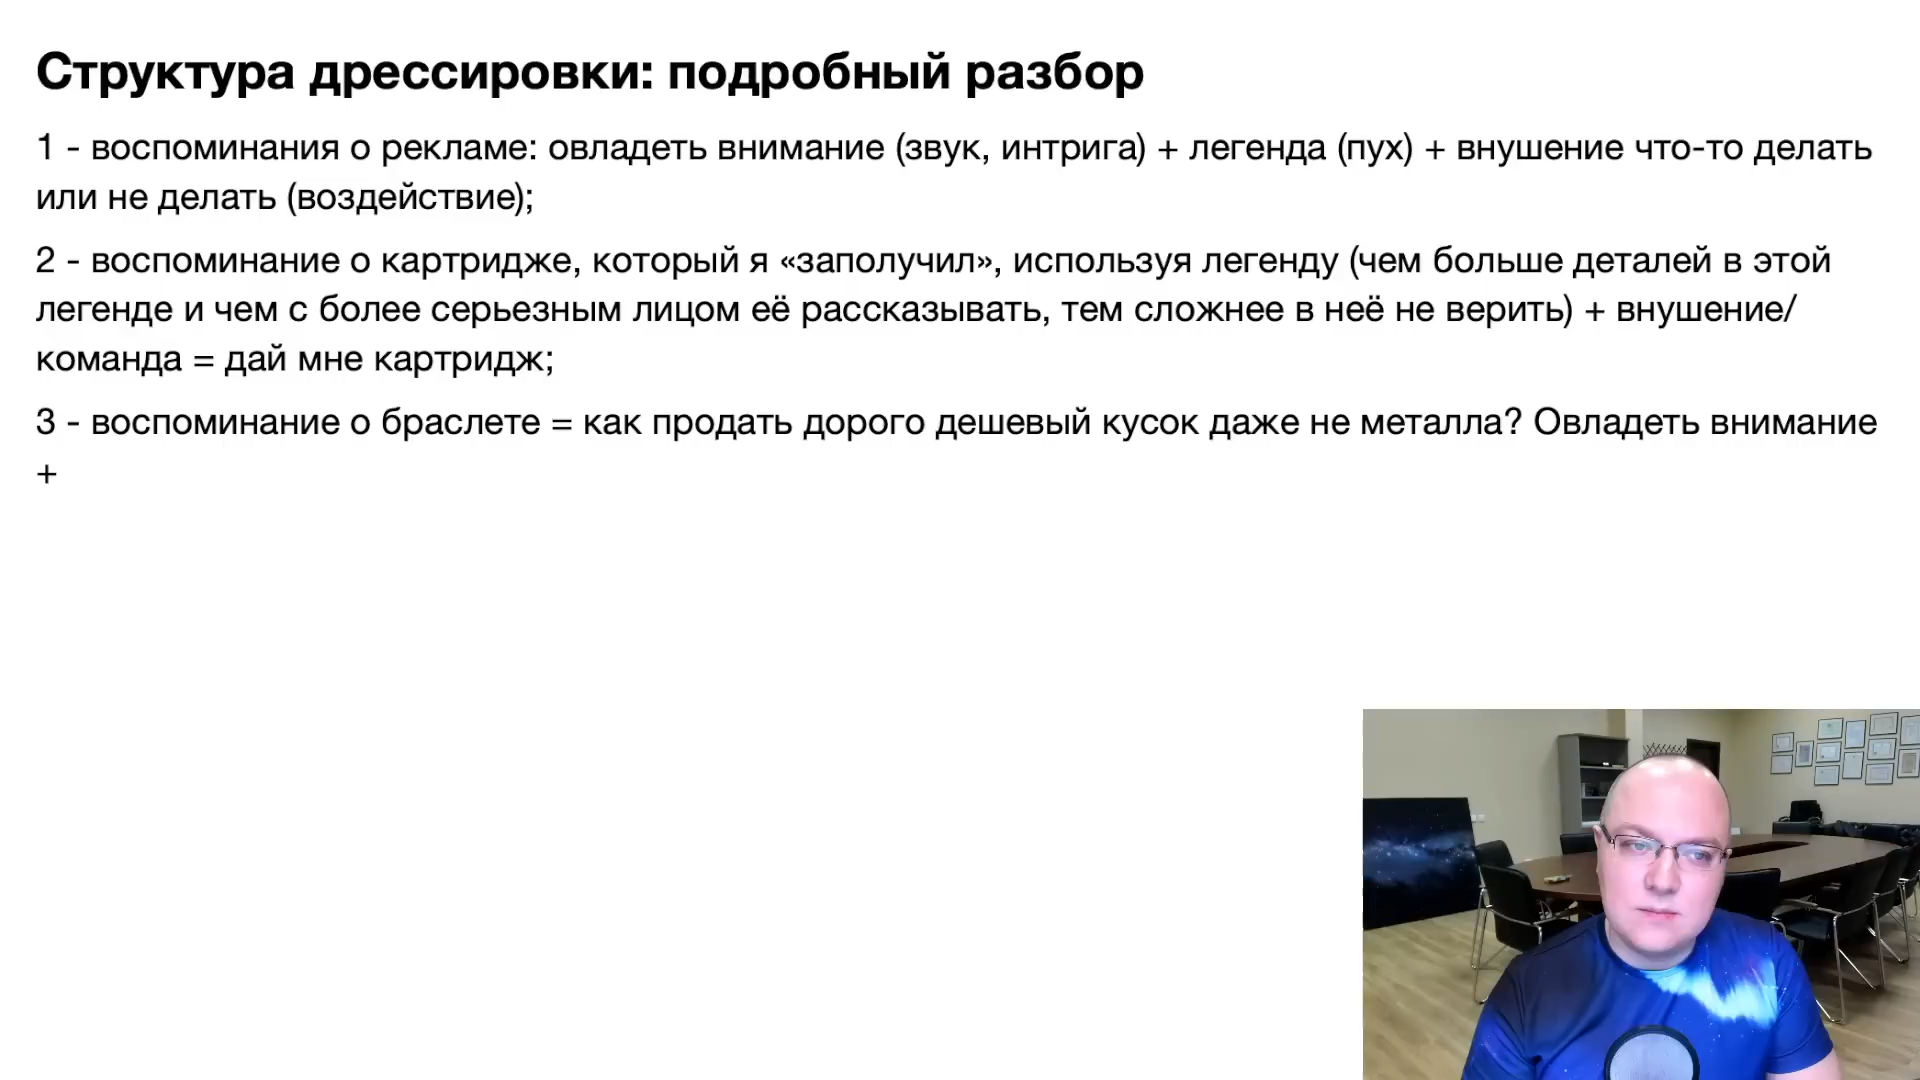 Структура дрессировки: подробный разбор
1 - воспоминания о рекламе: овладеть внимание (звук, интрига) + легенда (пух) + внушение что-то делать
или не делать (воздействие);
2 - воспоминание о картридже, который я «заполучил», используя легенду (чем больше деталей в этой
легенде и чем с более серьезным лицом её рассказывать, тем сложнее в неё не верить) + внушение/
команда = дай мне картридж;
3 - воспоминание о браслете = как продать дорого дешевый кусок даже не металла? Овладеть внимание
+